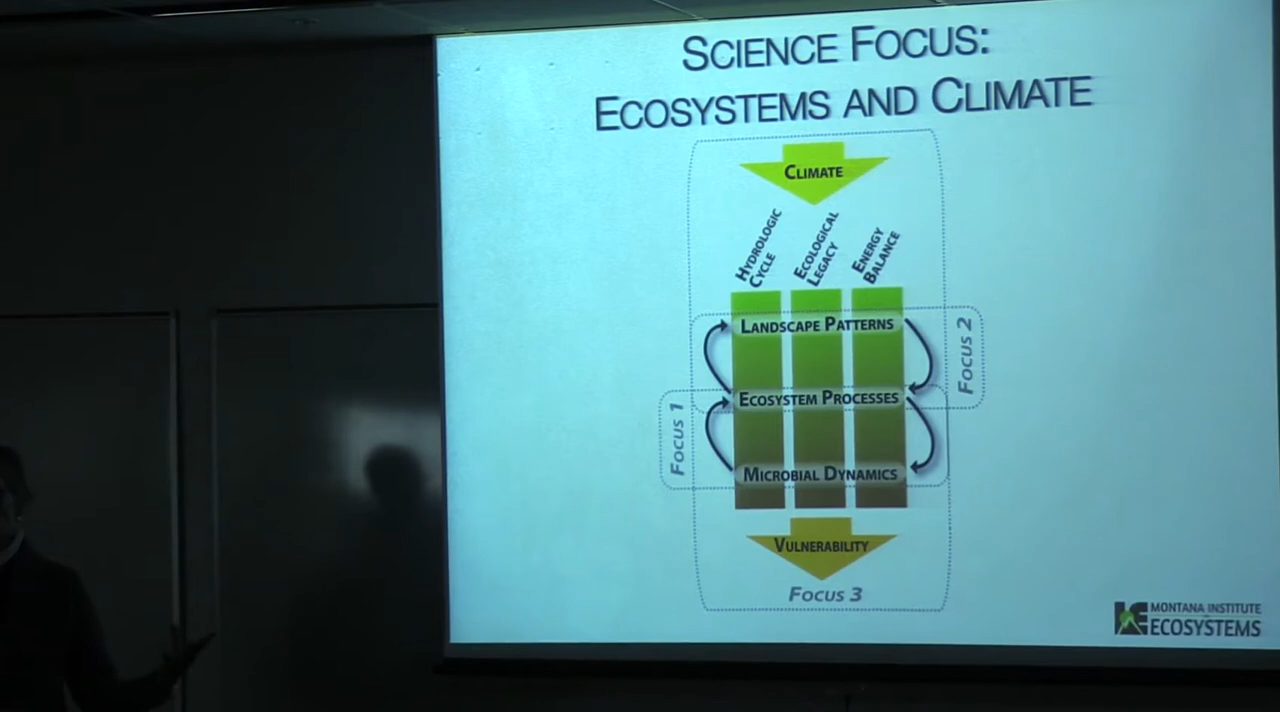 SCIENCE FOCUS:
ECOSYSTEMS AND CLIMATE
CLIMATE
HYDROLOGIC
CYCLE
ECOLOGICAL
LEGACY
ENERGY
BALANCE
LANDSCAPE PATTERNS
Focus 2
ECOSYSTEM PROCESSES
Focus 1
MICROBIAL DYNAMICS
VULNERABILITY
Focus 3
MONTANA INSTITUTE
ECOSYSTEMS